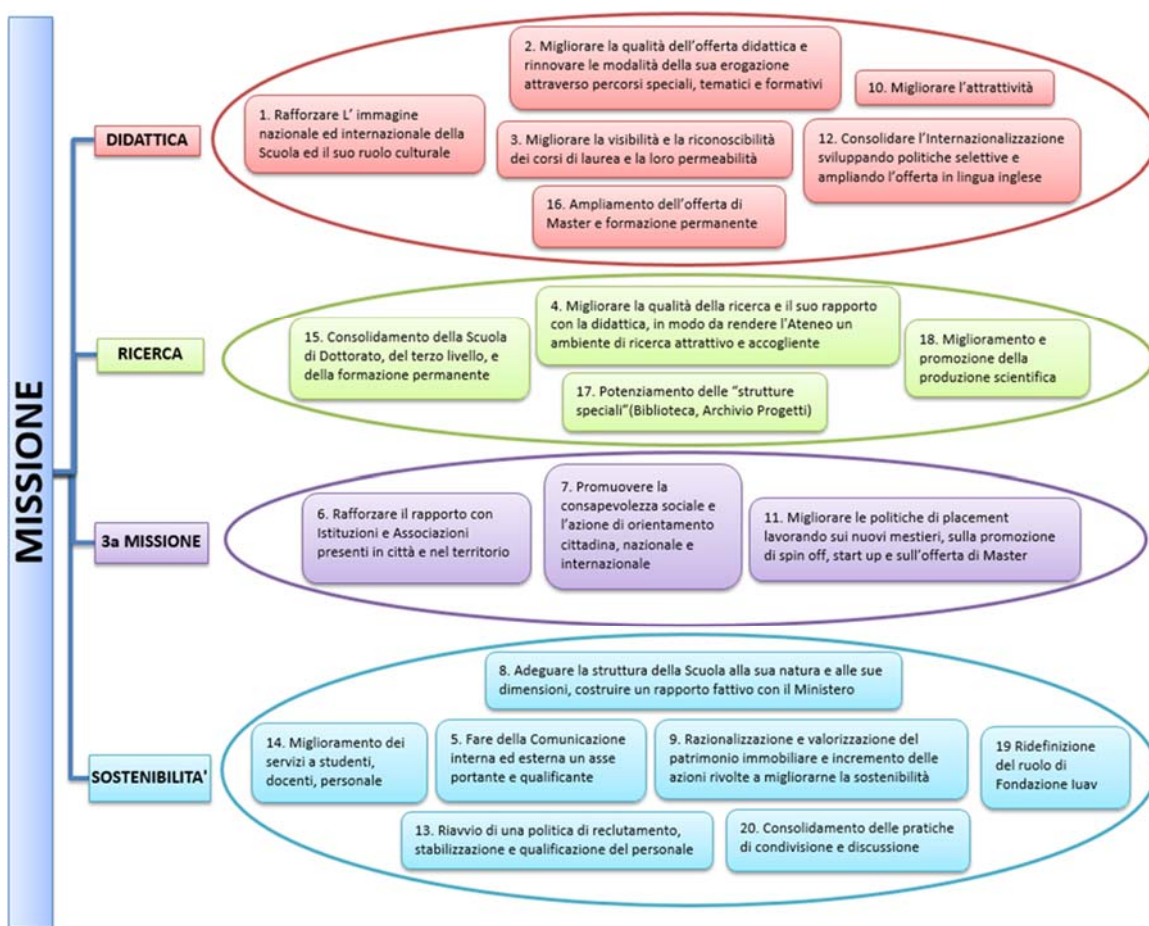 MISSIONE
DIDATTICA
1. Rafforzare L’ immagine
nazionale ed internazionale della
Scuola ed il suo ruolo culturale
2. Migliorare la qualità dell’offerta didattica e
rinnovare le modalità della sua erogazione
attraverso percorsi speciali, tematici e formativi
10. Migliorare l’attrattività
3. Migliorare la visibilità e la riconoscibilità
dei corsi di laurea e la loro permeabilità
12. Consolidare l’Internazionalizzazione
sviluppando politiche selettive e
ampliando l’offerta in lingua inglese
16. Ampliamento dell’offerta di
Master e formazione permanente
RICERCA
15. Consolidamento della Scuola
di Dottorato, del terzo livello, e
della formazione permanente
4. Migliorare la qualità della ricerca e il suo rapporto
con la didattica, in modo da rendere l'Ateneo un
ambiente di ricerca attrattivo e accogliente
18. Miglioramento e
promozione della
produzione scientifica
17. Potenziamento delle “strutture
speciali”(Biblioteca, Archivio Progetti)
3a MISSIONE
6. Rafforzare il rapporto con
Istituzioni e Associazioni
presenti in città e nel territorio
7. Promuovere la
consapevolezza sociale e
l’azione di orientamento
cittadina, nazionale e
internazionale
11. Migliorare le politiche di placement
lavorando sui nuovi mestieri, sulla promozione
di spin off, start up e sull’offerta di Master
SOSTENIBILITA'
8. Adeguare la struttura della Scuola alla sua natura e alle sue
dimensioni, costruire un rapporto fattivo con il Ministero
14. Miglioramento dei
servizi a studenti,
docenti, personale
5. Fare della Comunicazione
interna ed esterna un asse
portante e qualificante
9. Razionalizzazione e valorizzazione del
patrimonio immobiliare e incremento delle
azioni rivolte a migliorarne la sostenibilità
19 Ridefinizione
del ruolo di
Fondazione Iuav
13. Riavvio di una politica di reclutamento,
stabilizzazione e qualificazione del personale
20. Consolidamento delle pratiche
di condivisione e discussione